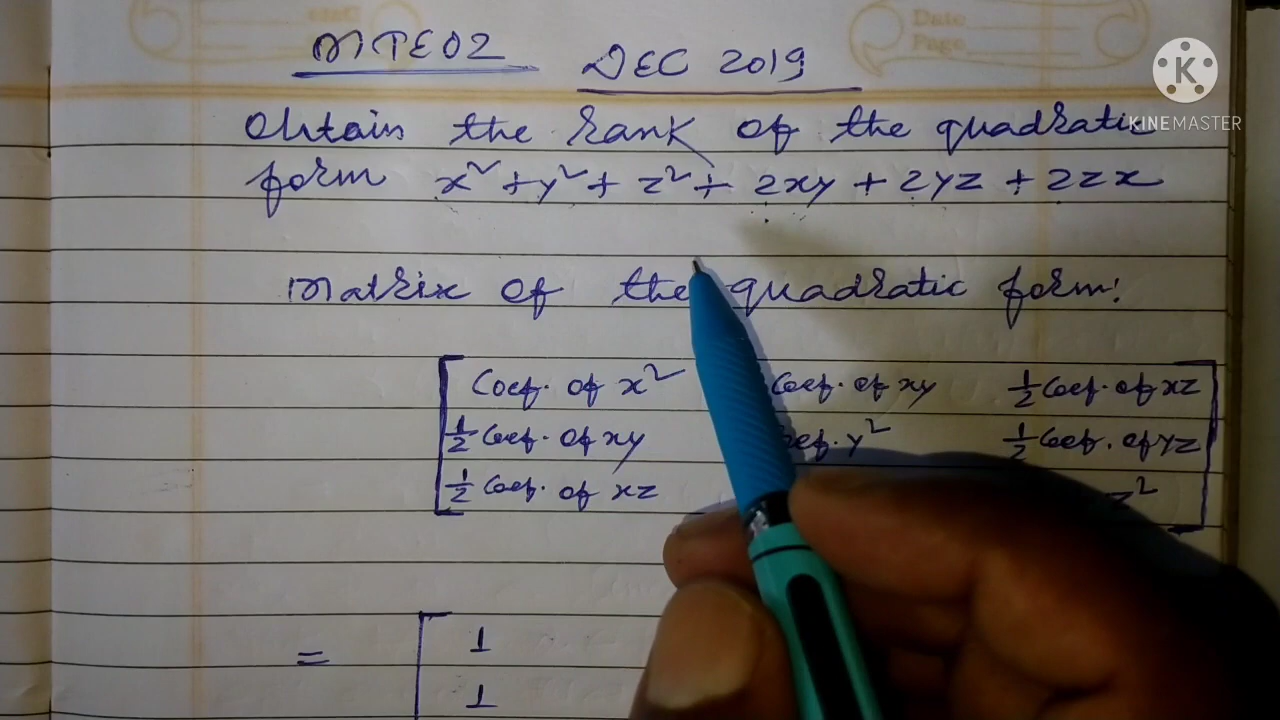 MTE02 DEC 2019
Date
Page
KINEMASTER
Obtain the rank of the quadratic
form x² + y² + z² + 2xy + 2yz + 2zx
Matrix of the quadratic form:
Coef. of x² Coef. of xy ½ Coef. of xz
½ Coef. of xy Coef. y² ½ Coef. of yz
½ Coef. of xz z²
= 1
1